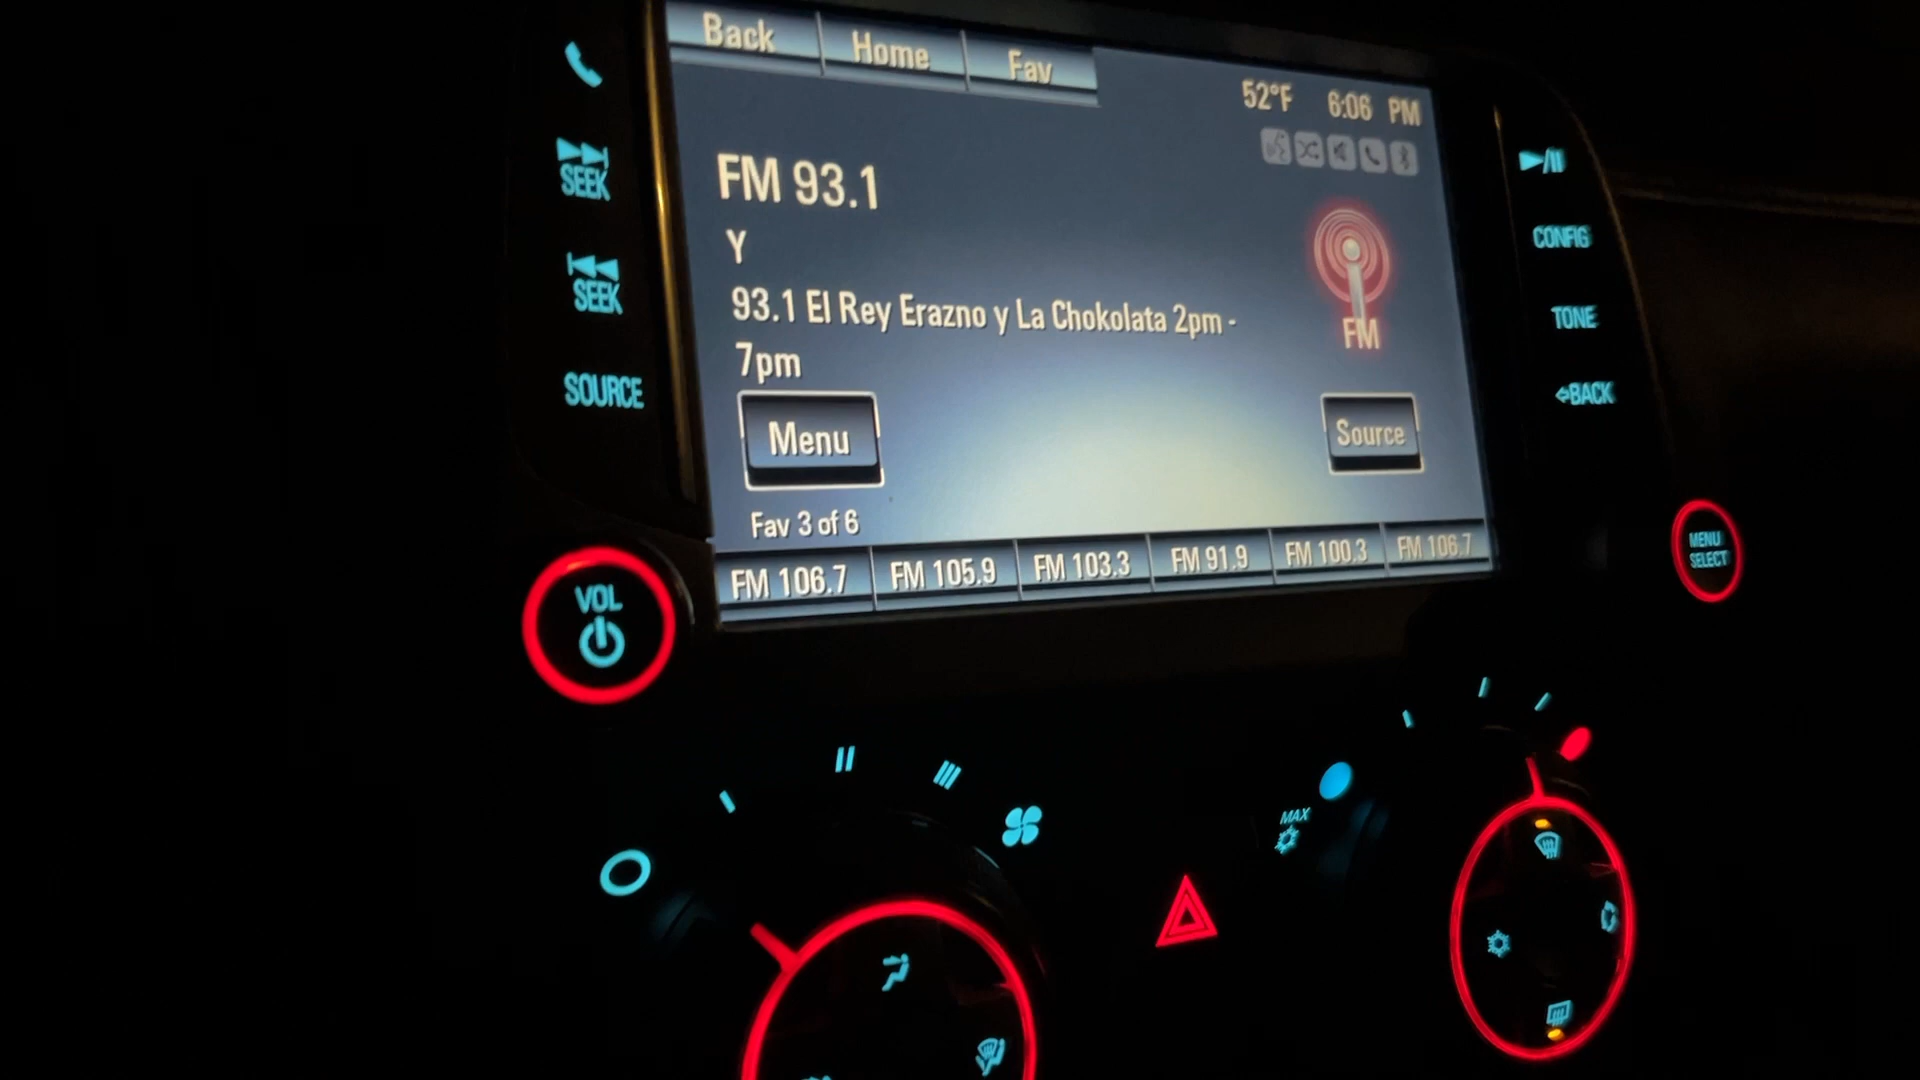 Back Home Fav
52°F 6:06 PM
FM 93.1
Y
93.1 El Rey Erazno y La Chokolata 2pm -
7pm
FM
Menu
Source
Fav 3 of 6
FM 106.7 FM 105.9 FM 103.3 FM 91.9 FM 100.3 FM 106.7
SEEK
SEEK
SOURCE
VOL
CONFIG
TONE
BACK
MENU
SELECT
MAX